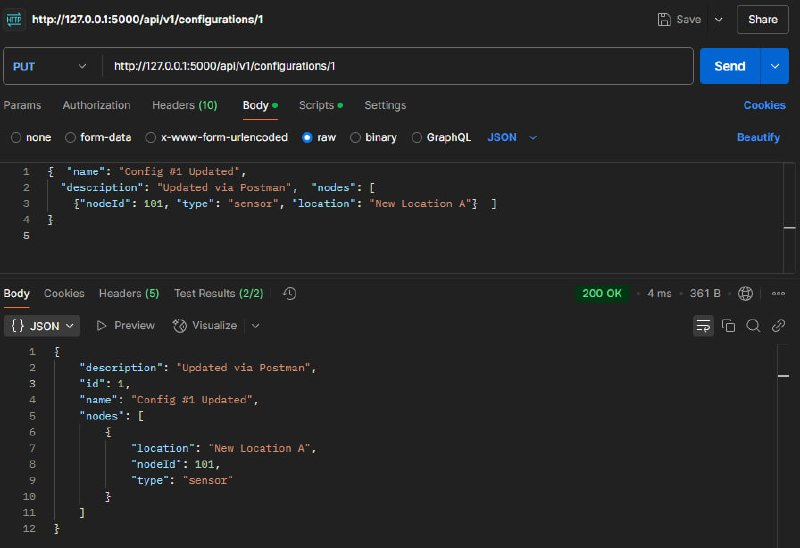 HTTP http://127.0.0.1:5000/api/v1/configurations/1 Save Share
PUT http://127.0.0.1:5000/api/v1/configurations/1 Send
Params Authorization Headers (10) Body Scripts Settings Cookies
none form-data x-www-form-urlencoded raw binary GraphQL JSON Beautify
1 { "name": "Config #1 Updated",
2 "description": "Updated via Postman", "nodes": [
3 {"nodeId": 101, "type": "sensor", "location": "New Location A"} ]
4 }
5
Body Cookies Headers (5) Test Results (2/2) 200 OK • 4 ms • 361 B •
{} JSON Preview Visualize
1 {
2 "description": "Updated via Postman",
3 "id": 1,
4 "name": "Config #1 Updated",
5 "nodes": [
6 {
7 "location": "New Location A",
8 "nodeId": 101,
9 "type": "sensor"
10 }
11 ]
12 }